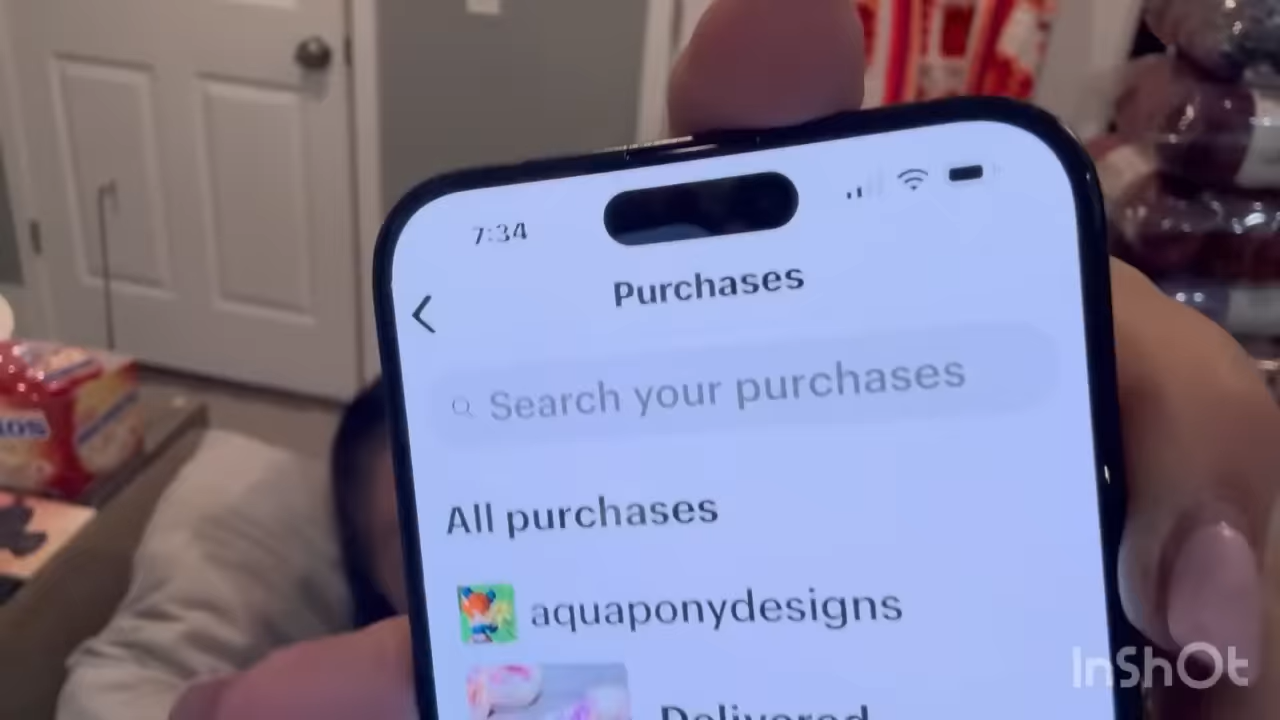 7:34
Purchases
Search your purchases
All purchases
aquaponydesigns
Delivered
InShOt